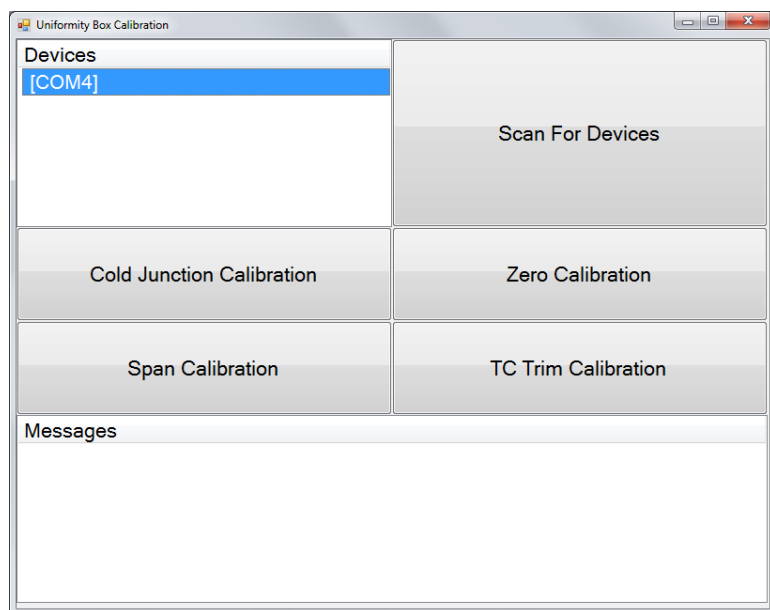 Uniformity Box Calibration
Devices
[COM4]
Scan For Devices
Cold Junction Calibration
Zero Calibration
Span Calibration
TC Trim Calibration
Messages